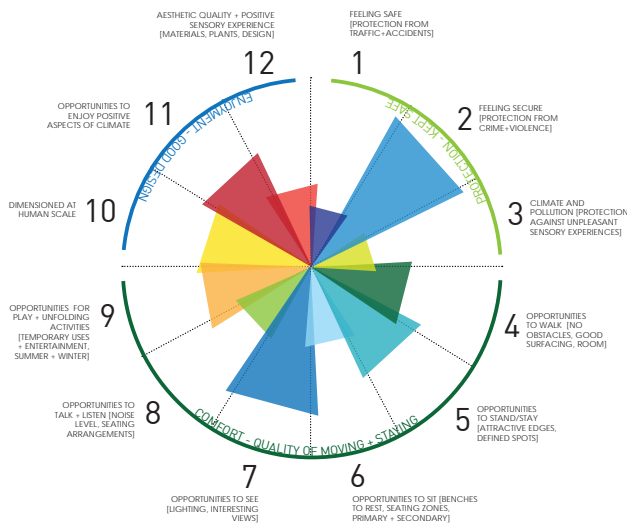 AESTHETIC QUALITY + POSITIVE
SENSORY EXPERIENCE
[MATERIALS, PLANTS, DESIGN]
12
FEELING SAFE
[PROTECTION FROM
TRAFFIC+ACCIDENTS]
1
2
FEELING SECURE
[PROTECTION FROM
CRIME+VIOLENCE]
3
CLIMATE AND
POLLUTION [PROTECTION
AGAINST UNPLEASANT
SENSORY EXPERIENCES]
4
OPPORTUNITIES
TO WALK [NO
OBSTACLES, GOOD
SURFACING, ROOM]
5
OPPORTUNITIES
TO STAND/STAY
[ATTRACTIVE EDGES,
DEFINED SPOTS]
6
OPPORTUNITIES TO SIT [BENCHES
TO REST, SEATING ZONES,
PRIMARY + SECONDARY]
7
OPPORTUNITIES TO SEE
[LIGHTING, INTERESTING
VIEWS]
8
OPPORTUNITIES TO
TALK + LISTEN [NOISE
LEVEL, SEATING
ARRANGEMENTS]
9
OPPORTUNITIES FOR
PLAY + UNFOLDING
ACTIVITIES
[TEMPORARY USES
+ ENTERTAINMENT,
SUMMER + WINTER]
10
DIMENSIONED AT
HUMAN SCALE
11
OPPORTUNITIES TO
ENJOY POSITIVE
ASPECTS OF CLIMATE
ENJOYMENT - GOOD DESIGN
PROTECTION - KEPT SAFE
COMFORT - QUALITY OF MOVING + STAYING